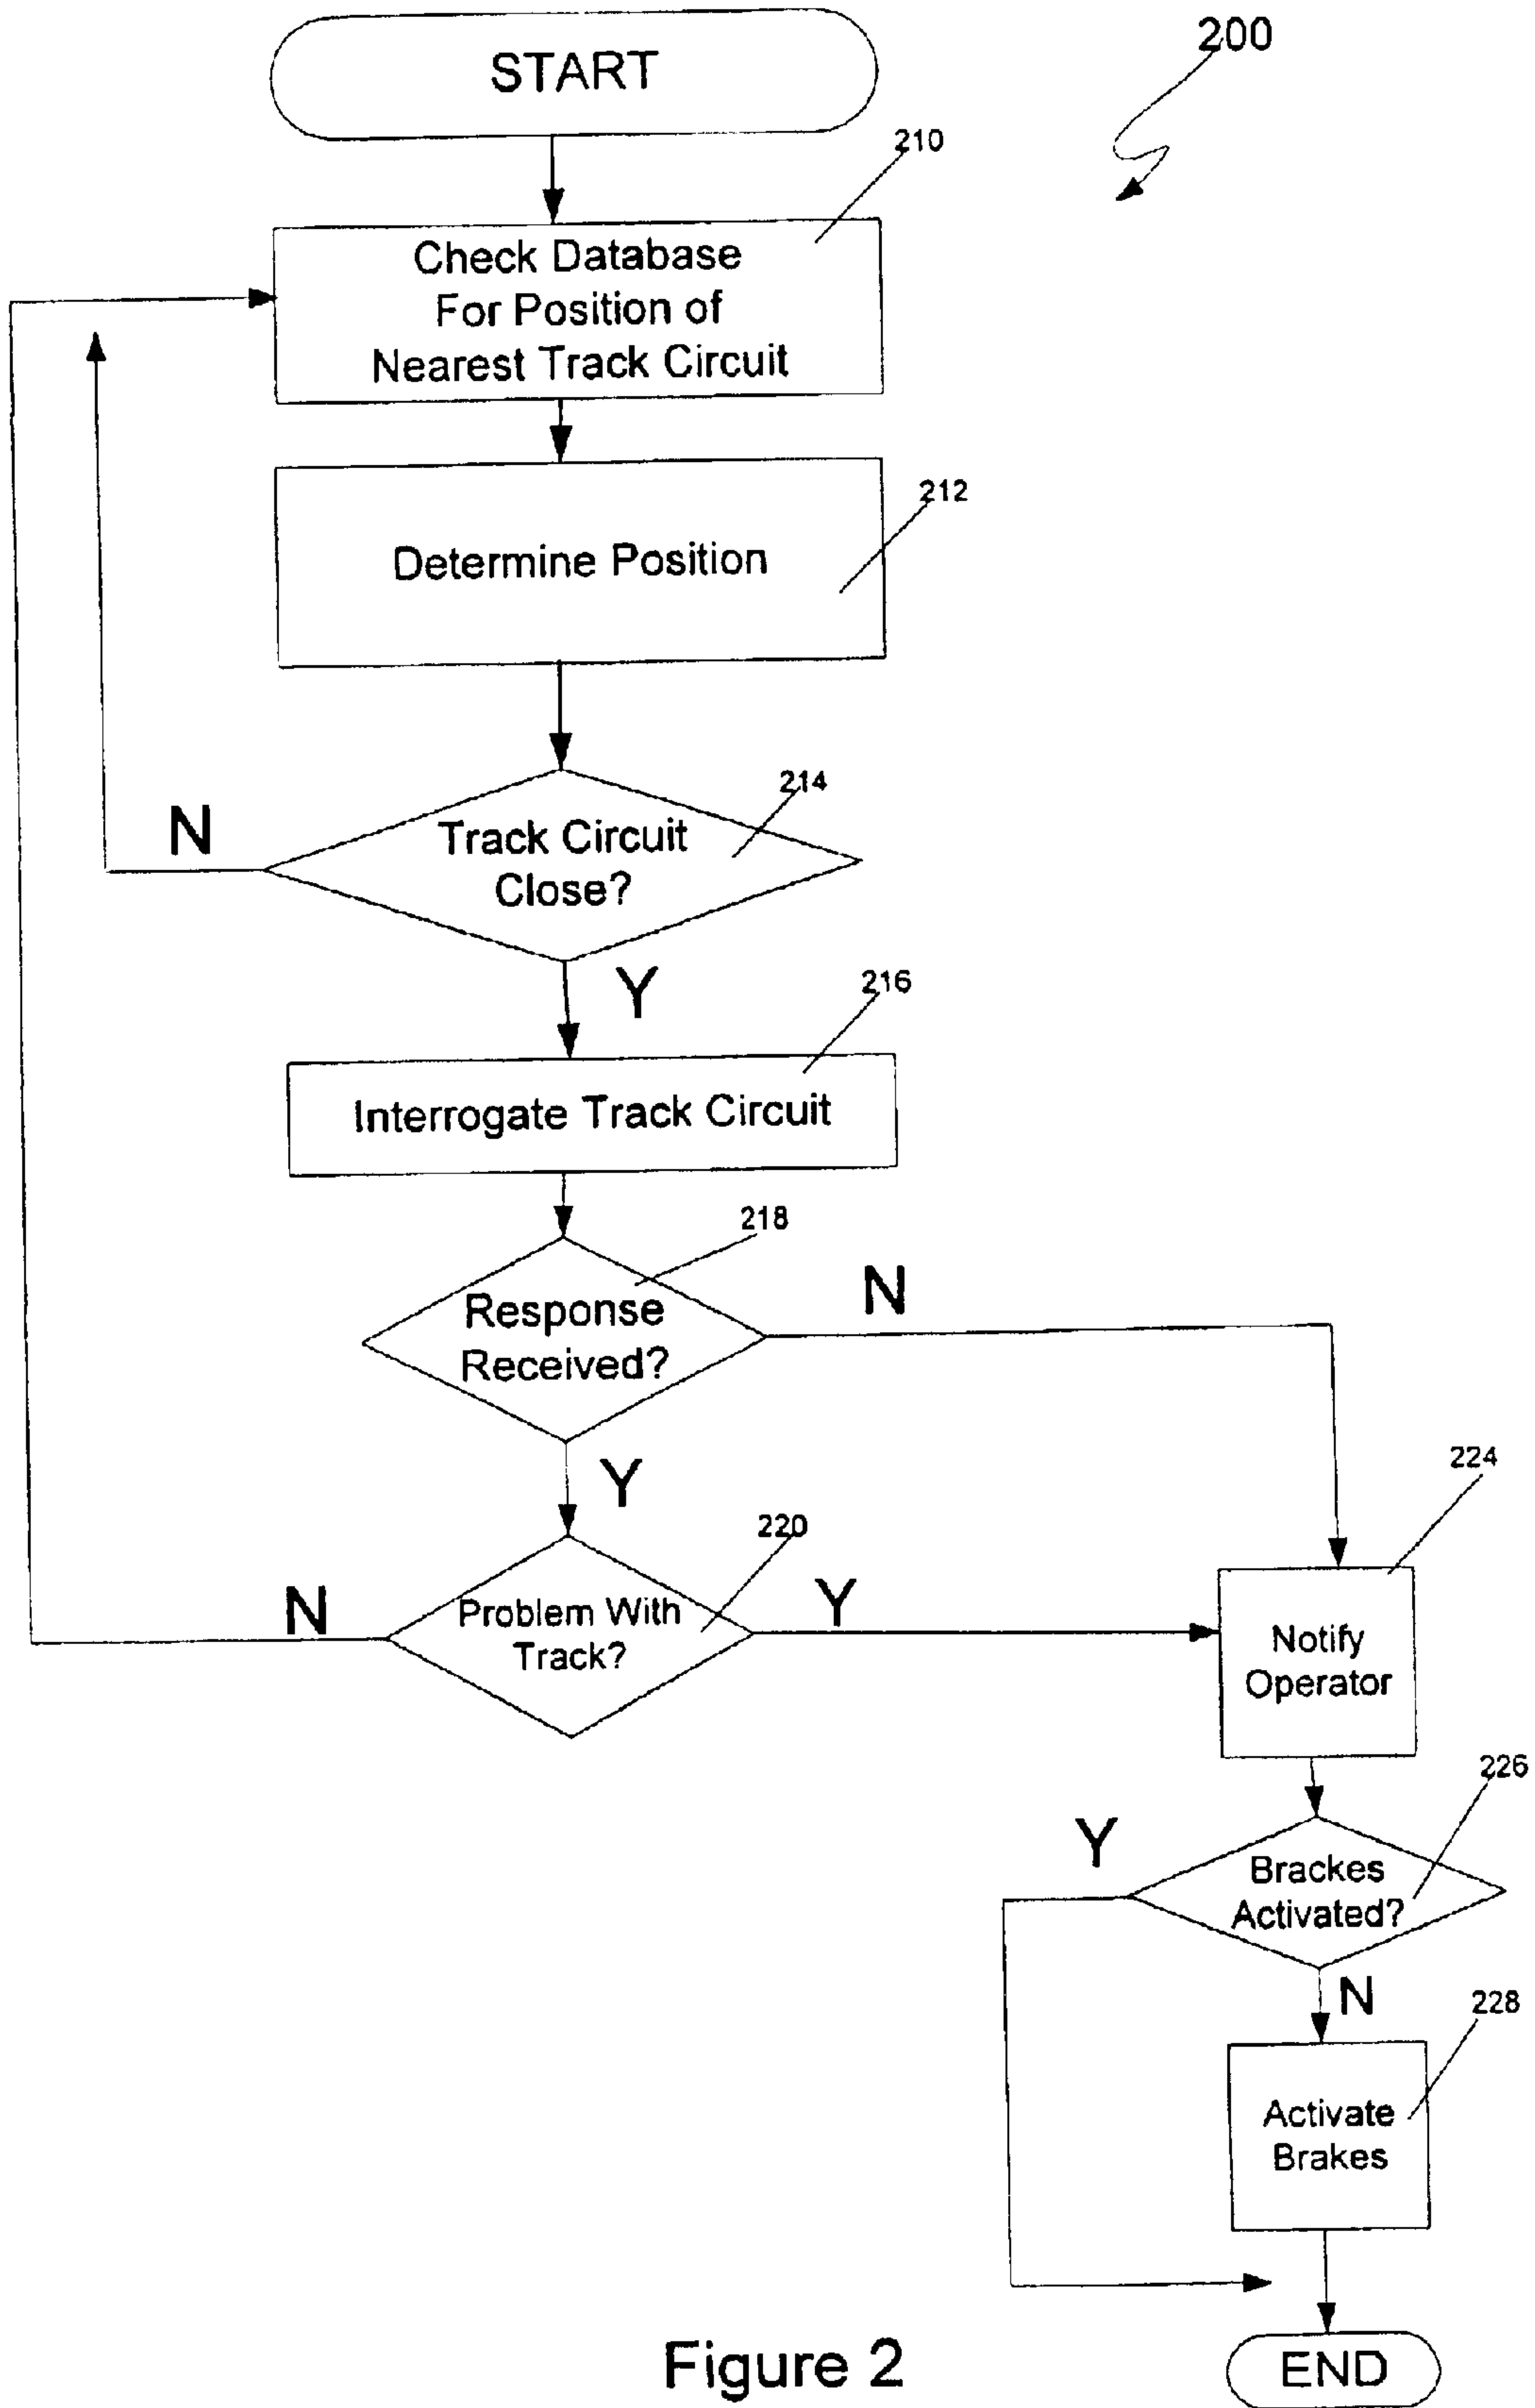 START
200
210
Check Database
For Position of
Nearest Track Circuit
212
Determine Position
214
N
Track Circuit
Close?
Y
216
Interrogate Track Circuit
218
Response
Received?
N
Y
224
220
N
Problem With
Track?
Y
Notify
Operator
226
Y
Brackes
Activated?
N
228
Activate
Brakes
Figure 2
END